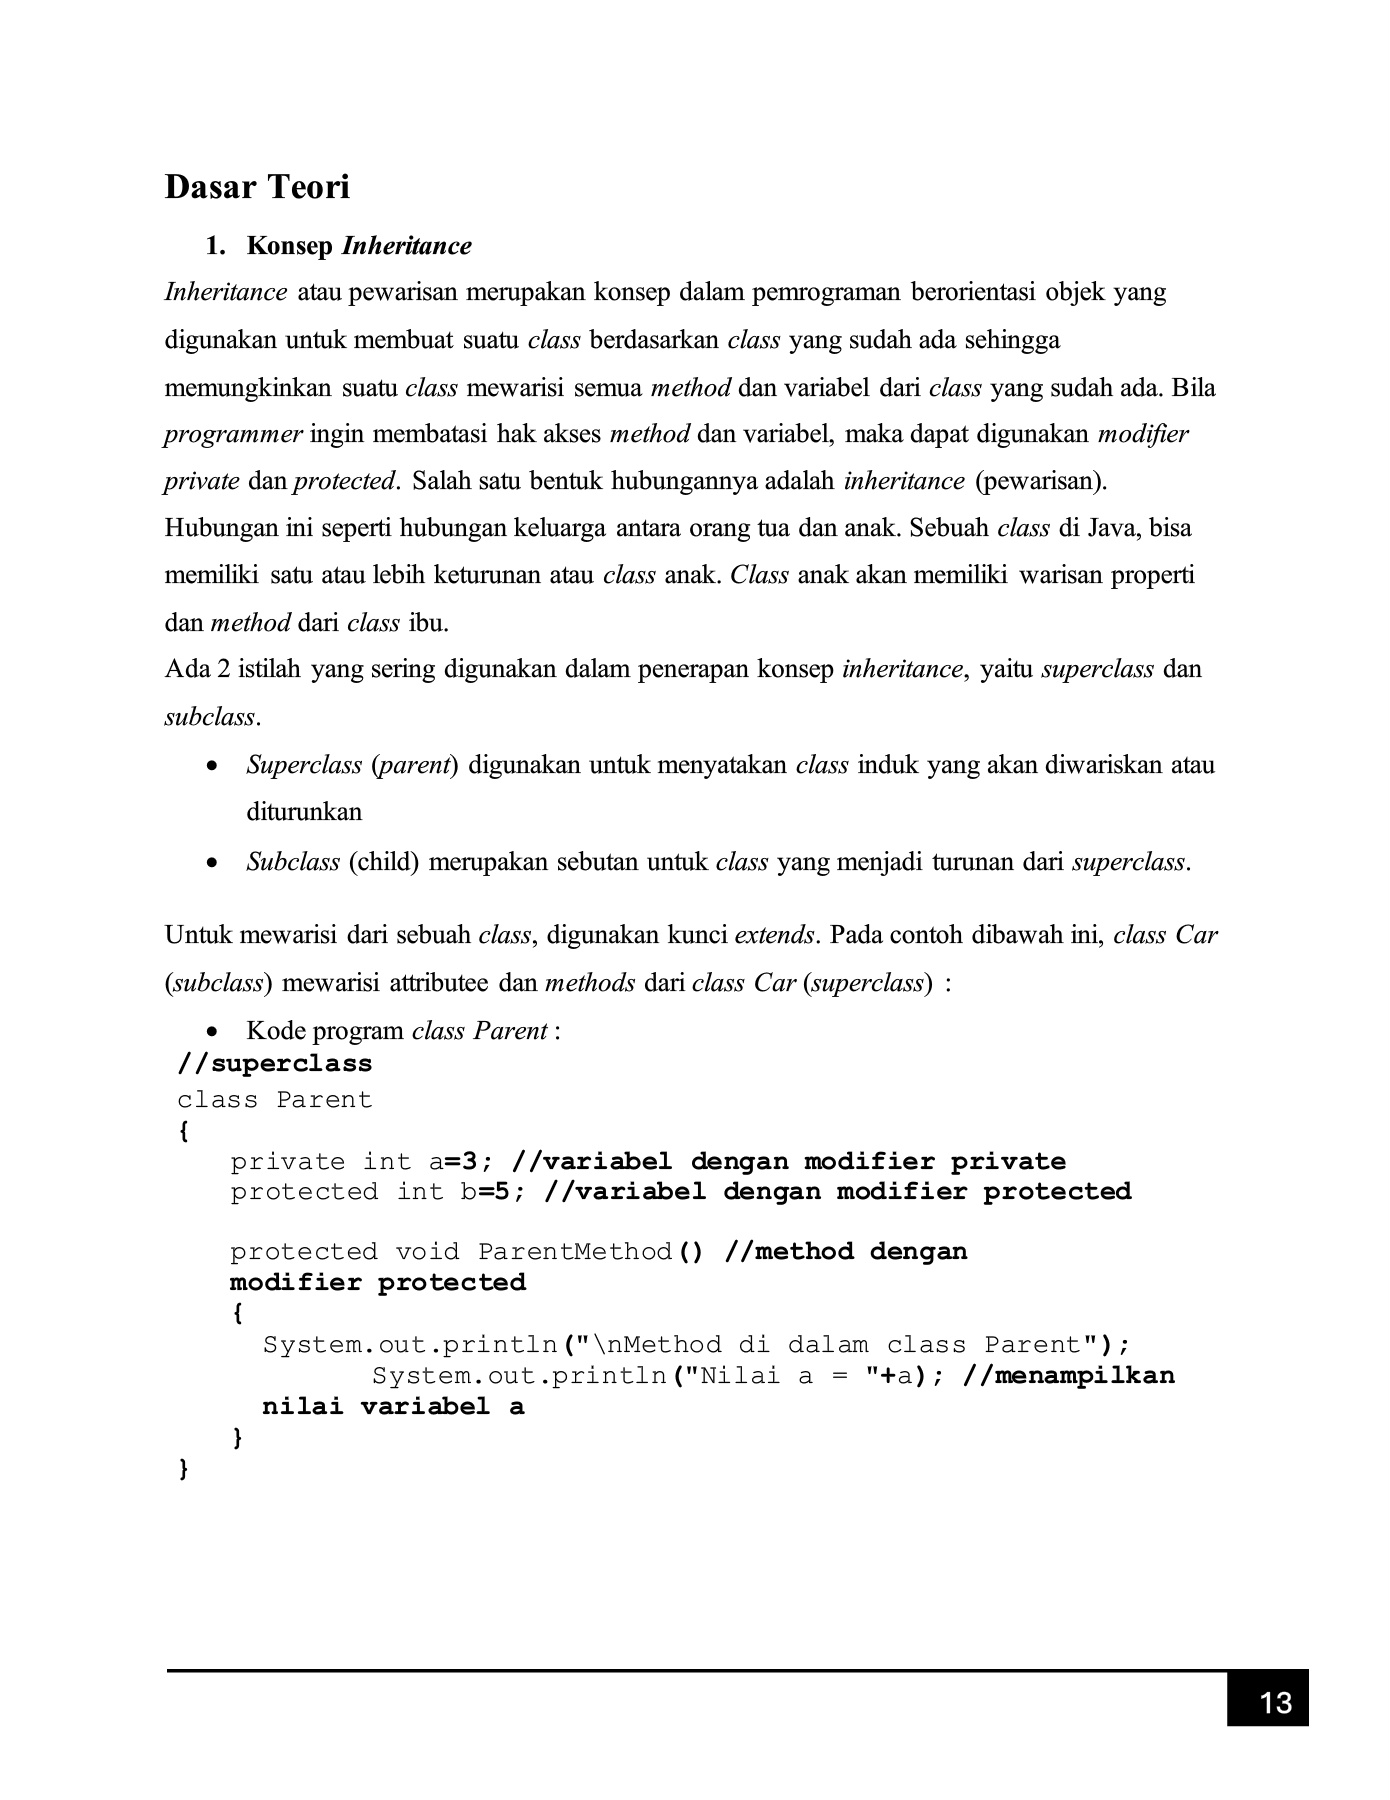 Dasar Teori
1. Konsep Inheritance
Inheritance atau pewarisan merupakan konsep dalam pemrograman berorientasi objek yang
digunakan untuk membuat suatu class berdasarkan class yang sudah ada sehingga
memungkinkan suatu class mewarisi semua method dan variabel dari class yang sudah ada. Bila
programmer ingin membatasi hak akses method dan variabel, maka dapat digunakan modifier
private dan protected. Salah satu bentuk hubungannya adalah inheritance (pewarisan).
Hubungan ini seperti hubungan keluarga antara orang tua dan anak. Sebuah class di Java, bisa
memiliki satu atau lebih keturunan atau class anak. Class anak akan memiliki warisan properti
dan method dari class ibu.
Ada 2 istilah yang sering digunakan dalam penerapan konsep inheritance, yaitu superclass dan
subclass.
• Superclass (parent) digunakan untuk menyatakan class induk yang akan diwariskan atau
diturunkan
• Subclass (child) merupakan sebutan untuk class yang menjadi turunan dari superclass.
Untuk mewarisi dari sebuah class, digunakan kunci extends. Pada contoh dibawah ini, class Car
(subclass) mewarisi attributee dan methods dari class Car (superclass) :
• Kode program class Parent :
//superclass
class Parent
{
private int a=3; //variabel dengan modifier private
protected int b=5; //variabel dengan modifier protected
protected void ParentMethod() //method dengan
modifier protected
{
System.out.println("\nMethod di dalam class Parent");
System.out.println("Nilai a = "+a); //menampilkan
nilai variabel a
}
}
13